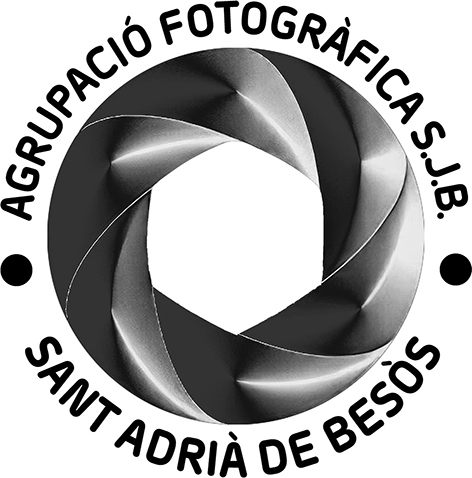 AGRUPACIÓ FOTOGRÀFICA S.J.B.
SANT ADRIÀ DE BESÒS